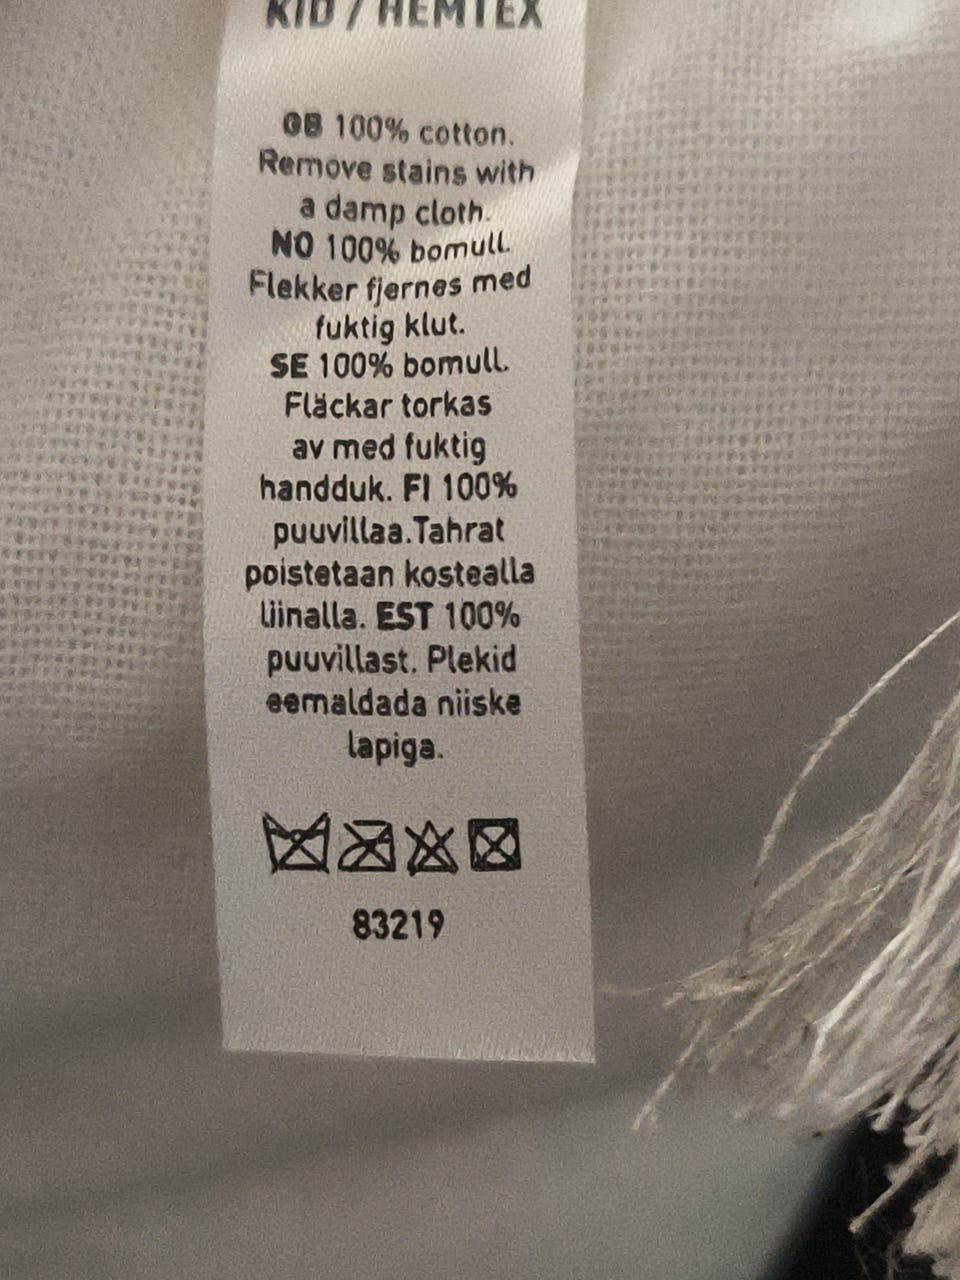 KID / HEMTEX
GB 100% cotton.
Remove stains with
a damp cloth.
NO 100% bomull.
Flekker fjernes med
fuktig klut.
SE 100% bomull.
Fläckar torkas
av med fuktig
handduk. FI 100%
puuvillaa.Tahrat
poistetaan kostealla
liinalla. EST 100%
puuvillast. Plekid
eemaldada niiske
lapiga.
83219